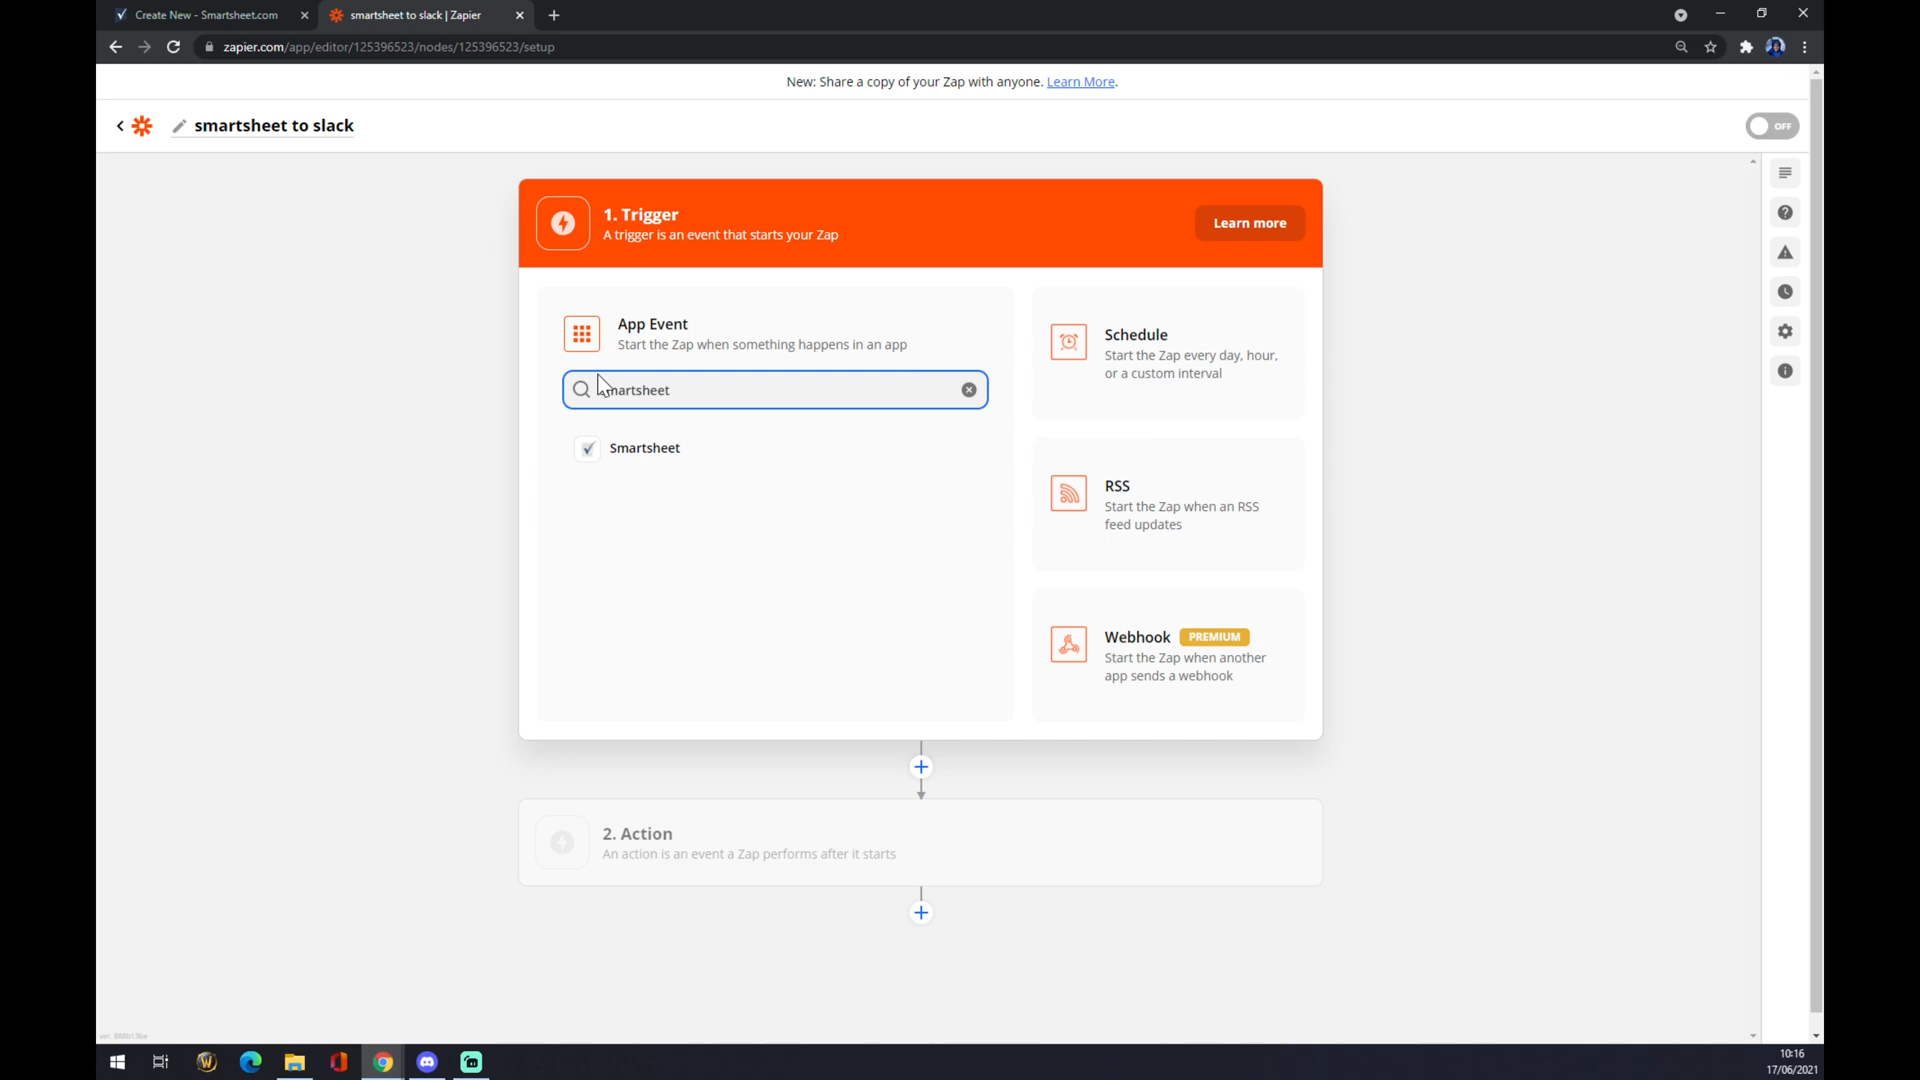 Create New - Smartsheet.com
smartsheet to slack | Zapier
zapier.com/app/editor/125396523/nodes/125396523/setup
New: Share a copy of your Zap with anyone. Learn More.
smartsheet to slack
OFF
1. Trigger
A trigger is an event that starts your Zap
Learn more
App Event
Start the Zap when something happens in an app
smartsheet
Smartsheet
Schedule
Start the Zap every day, hour,
or a custom interval
RSS
Start the Zap when an RSS
feed updates
Webhook PREMIUM
Start the Zap when another
app sends a webhook
2. Action
An action is an event a Zap performs after it starts
10:16
17/06/2021